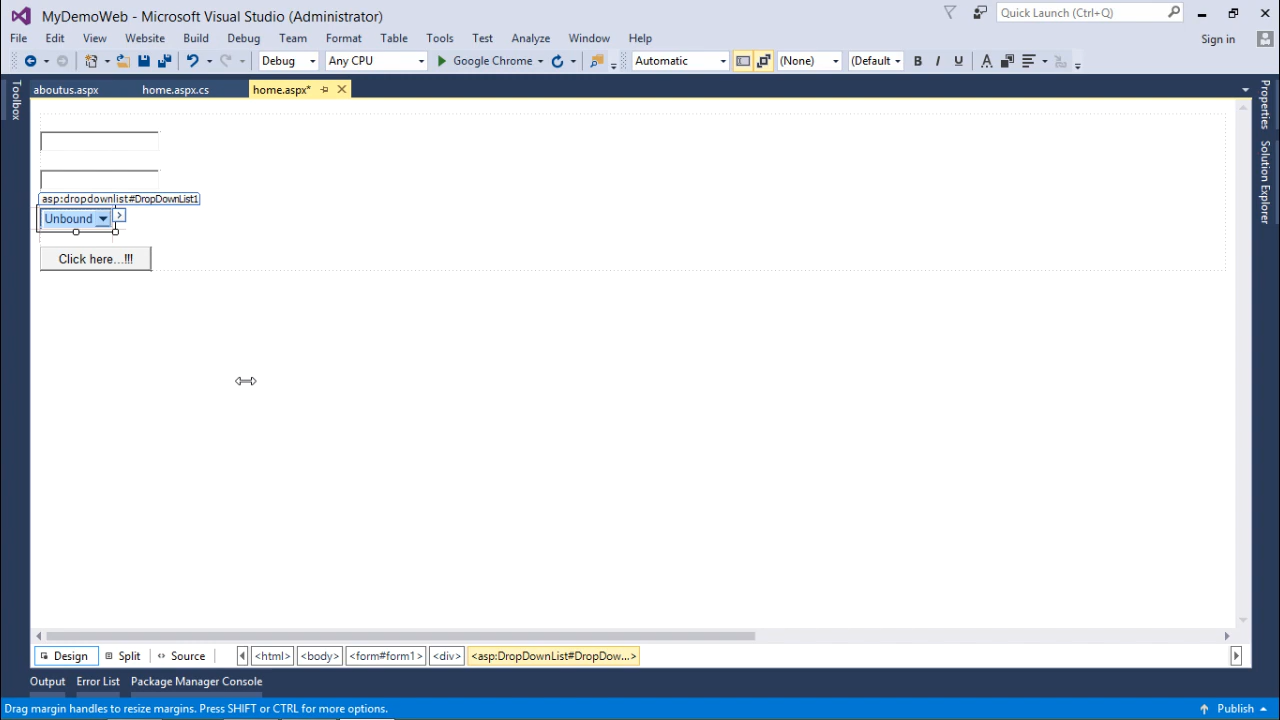 MyDemoWeb - Microsoft Visual Studio (Administrator)
Quick Launch (Ctrl+Q)
File Edit View Website Build Debug Team Format Table Tools Test Analyze Window Help
Sign in
Debug Any CPU Google Chrome Automatic (None) (Default B I U A
Toolbox
aboutus.aspx home.aspx.cs home.aspx*
Properties
Solution Explorer
asp:dropdownlist#DropDownList1
Unbound
Click here...!!!
Design Split Source <html> <body> <form#form1> <div> <asp:DropDownList#DropDow...>
Output Error List Package Manager Console
Drag margin handles to resize margins. Press SHIFT or CTRL for more options.
Publish